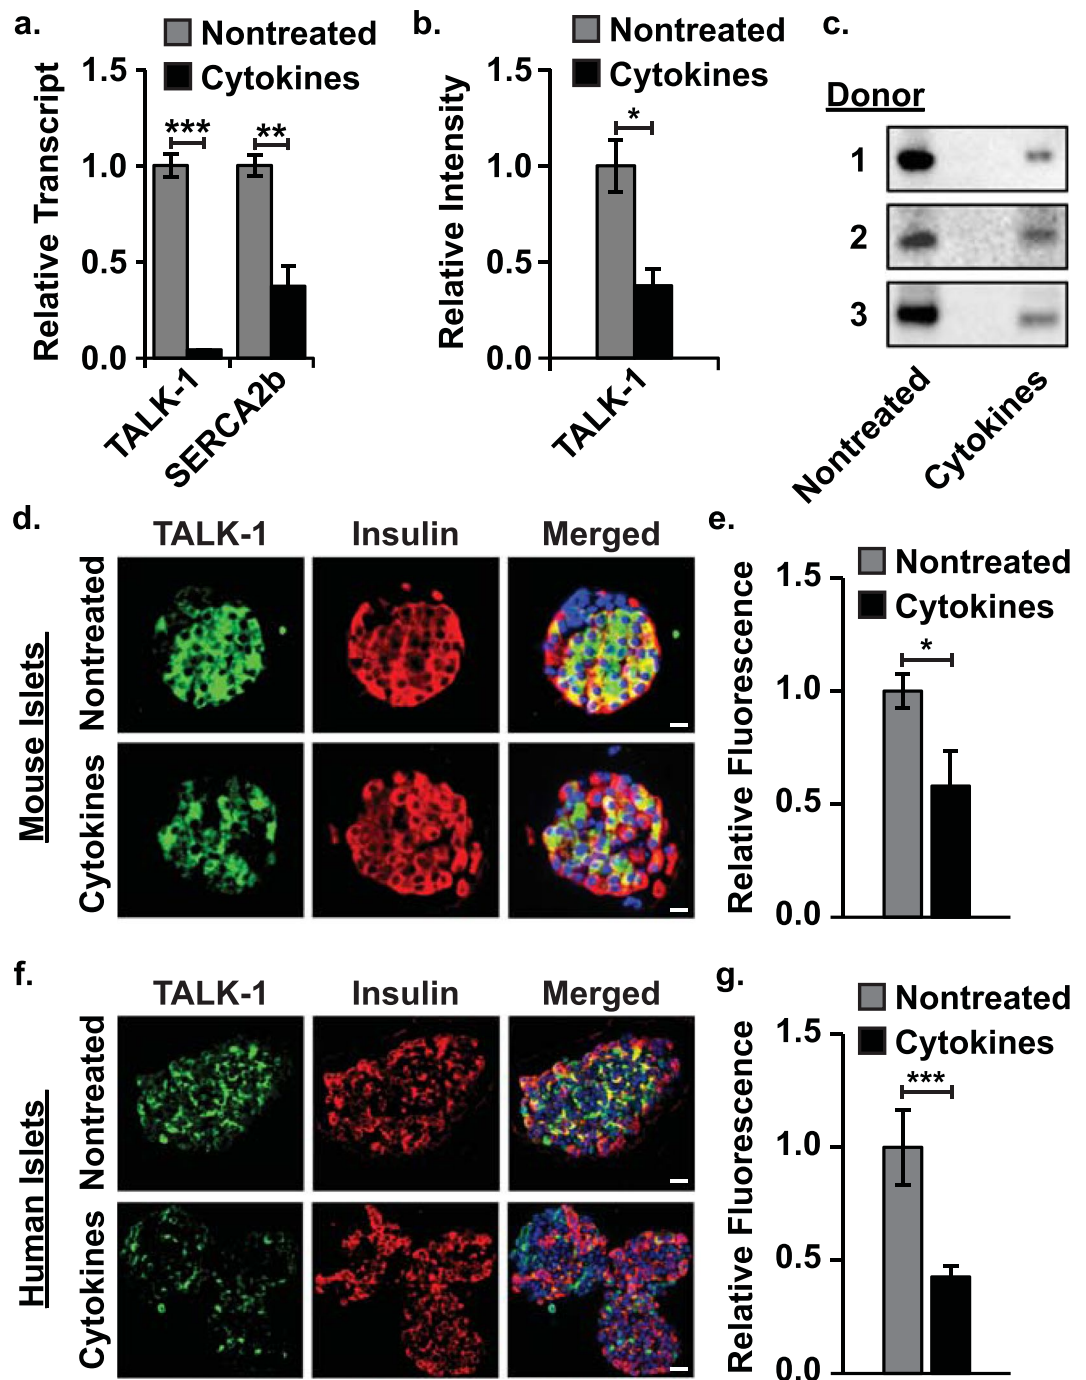 a.
Nontreated
Cytokines
Relative Transcript
1.5
1.0
0.5
0.0
***
**
TALK-1
SERCA2b
b.
Nontreated
Cytokines
Relative Intensity
1.5
1.0
0.5
0.0
*
TALK-1
c.
Donor
1
2
3
Nontreated
Cytokines
d.
TALK-1 Insulin Merged
Mouse Islets
Nontreated
Cytokines
e.
Nontreated
Cytokines
Relative Fluorescence
1.5
1.0
0.5
0.0
*
f.
TALK-1 Insulin Merged
Human Islets
Nontreated
Cytokines
g.
Nontreated
Cytokines
Relative Fluorescence
1.5
1.0
0.5
0.0
***